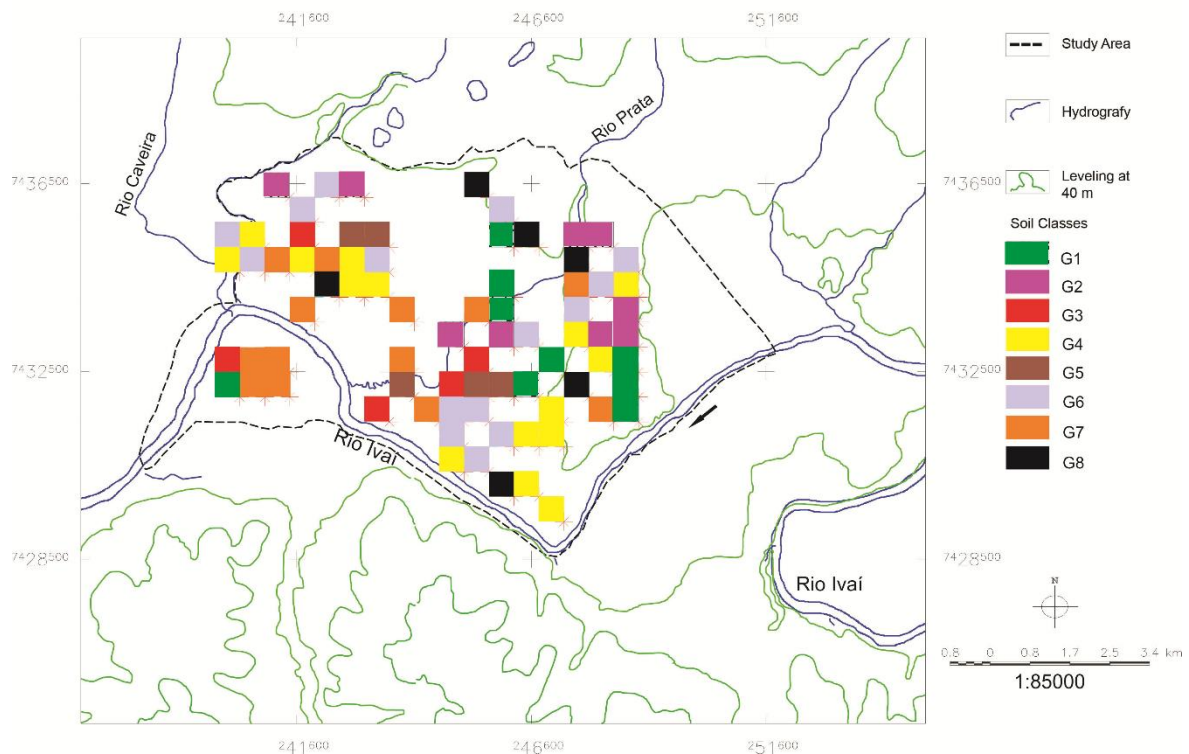 241⁶⁰⁰ 246⁶⁰⁰ 251⁶⁰⁰
Study Area
Rio Prata
Hydrografy
Rio Caveira
7436⁵⁰⁰ 7436⁵⁰⁰
Leveling at
40 m
Soil Classes
G1
G2
G3
G4
G5
G6
G7
G8
7432⁵⁰⁰ 7432⁵⁰⁰
Rio Ivaí
7428⁵⁰⁰ 7428⁵⁰⁰
Rio Ivaí
N
0.8 0 0.8 1.7 2.5 3.4 km
1:85000
241⁶⁰⁰ 246⁶⁰⁰ 251⁶⁰⁰